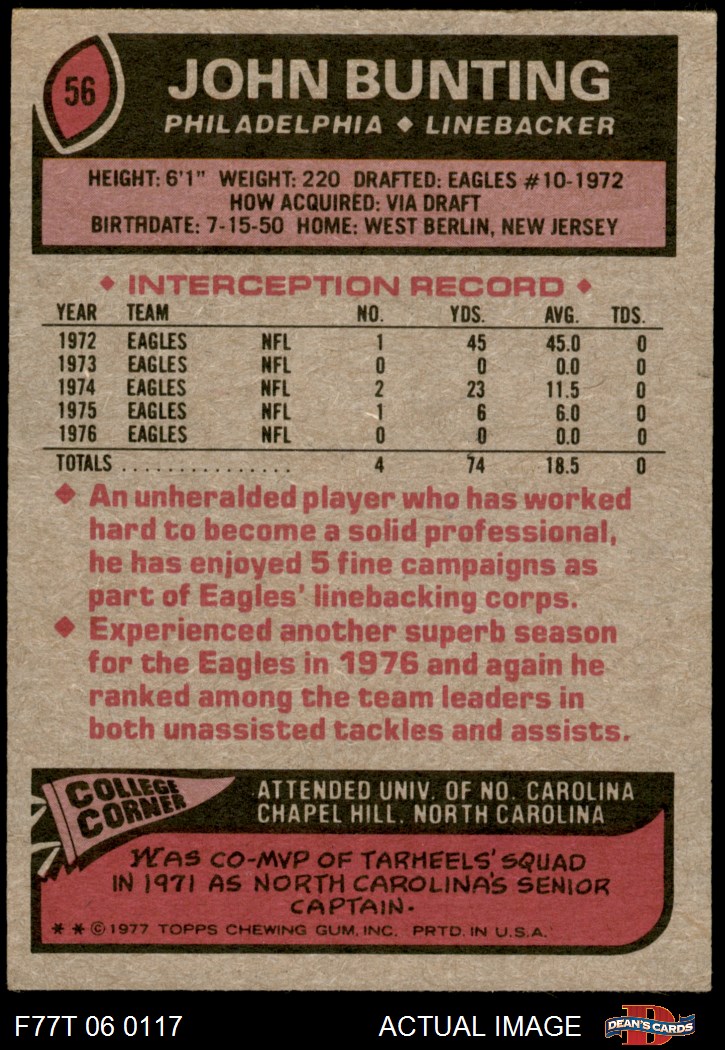 56
JOHN BUNTING
PHILADELPHIA ◆ LINEBACKER
HEIGHT: 6'1" WEIGHT: 220 DRAFTED: EAGLES #10-1972
HOW ACQUIRED: VIA DRAFT
BIRTHDATE: 7-15-50 HOME: WEST BERLIN, NEW JERSEY
◆ INTERCEPTION RECORD ◆
YEAR TEAM NO. YDS. AVG. TDS.
1972 EAGLES NFL 1 45 45.0 0
1973 EAGLES NFL 0 0 0.0 0
1974 EAGLES NFL 2 23 11.5 0
1975 EAGLES NFL 1 6 6.0 0
1976 EAGLES NFL 0 0 0.0 0
TOTALS ............... 4 74 18.5 0
◆ An unheralded player who has worked
hard to become a solid professional,
he has enjoyed 5 fine campaigns as
part of Eagles' linebacking corps.
◆ Experienced another superb season
for the Eagles in 1976 and again he
ranked among the team leaders in
both unassisted tackles and assists.
COLLEGE
CORNER
ATTENDED UNIV. OF NO. CAROLINA
CHAPEL HILL, NORTH CAROLINA
WAS CO-MVP OF TARHEELS' SQUAD
IN 1971 AS NORTH CAROLINA'S SENIOR
CAPTAIN.
* * © 1977 TOPPS CHEWING GUM, INC. PRTD. IN U.S.A.
F77T 06 0117
ACTUAL IMAGE
D
DEAN'S CARDS